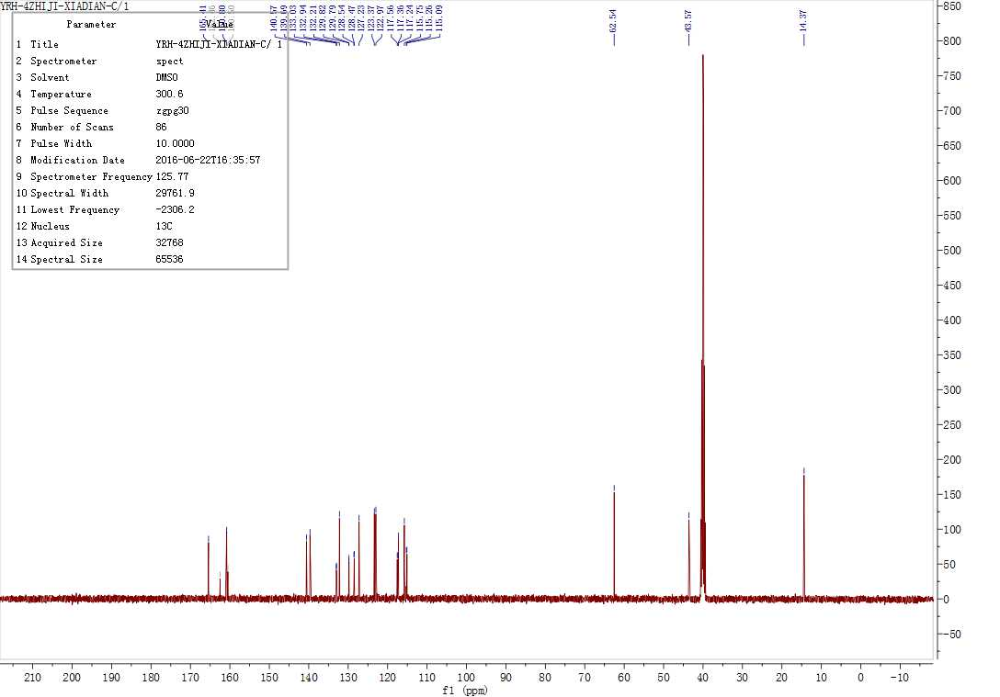 YRH-4ZHIJI-XIADIAN-C/1
Parameter Value
1 Title YRH-4ZHIJI-XIADIAN-C/ 1
2 Spectrometer spect
3 Solvent DMSO
4 Temperature 300.6
5 Pulse Sequence zgpg30
6 Number of Scans 86
7 Pulse Width 10.0000
8 Modification Date 2016-06-22T16:35:57
9 Spectrometer Frequency 125.77
10 Spectral Width 29761.9
11 Lowest Frequency -2306.2
12 Nucleus 13C
13 Acquired Size 32768
14 Spectral Size 65536
165.41
140.57
139.69
133.03
132.94
132.21
129.82
129.79
128.54
128.47
127.23
123.37
122.97
117.56
117.36
117.24
115.75
115.26
115.09
62.54
43.57
14.37
850
800
750
700
650
600
550
500
450
400
350
300
250
200
150
100
50
0
-50
210 200 190 180 170 160 150 140 130 120 110 100 90 80 70 60 50 40 30 20 10 0 -10
f1 (ppm)